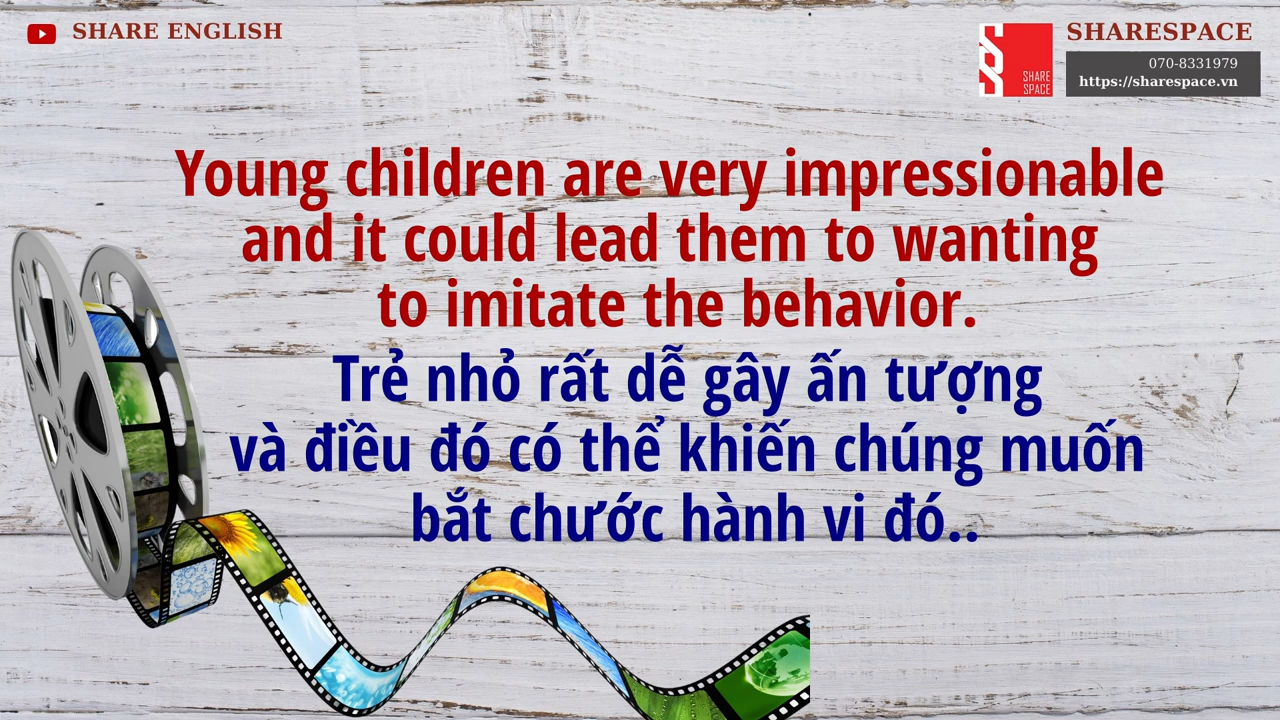 SHARE ENGLISH
SHARESPACE
070-8331979
https://sharespace.vn
SHARE
SPACE
Young children are very impressionable
and it could lead them to wanting
to imitate the behavior.
Trẻ nhỏ rất dễ gây ấn tượng
và điều đó có thể khiến chúng muốn
bắt chước hành vi đó..